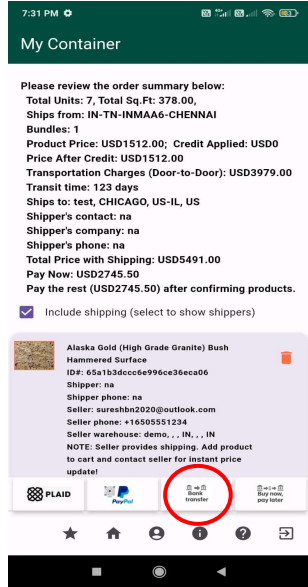 7:31 PM
My Container
Please review the order summary below:
Total Units: 7, Total Sq.Ft: 378.00,
Ships from: IN-TN-INMAA6-CHENNAI
Bundles: 1
Product Price: USD1512.00; Credit Applied: USD0
Price After Credit: USD1512.00
Transportation Charges (Door-to-Door): USD3979.00
Transit time: 123 days
Ships to: test, CHICAGO, US-IL, US
Shipper's contact: na
Shipper's company: na
Shipper's phone: na
Total Price with Shipping: USD5491.00
Pay Now: USD2745.50
Pay the rest (USD2745.50) after confirming products.
Include shipping (select to show shippers)
Alaska Gold (High Grade Granite) Bush
Hammered Surface
ID#: 65a1b3dccc6e996ce36eca06
Shipper: na
Shipper phone: na
Seller: sureshbn2020@outlook.com
Seller phone: +16505551234
Seller warehouse: demo, , , IN, , , IN
NOTE: Seller provides shipping. Add product
to cart and contact seller for instant price
update!
PLAID
PayPal
Bank
transfer
Buy now,
pay later